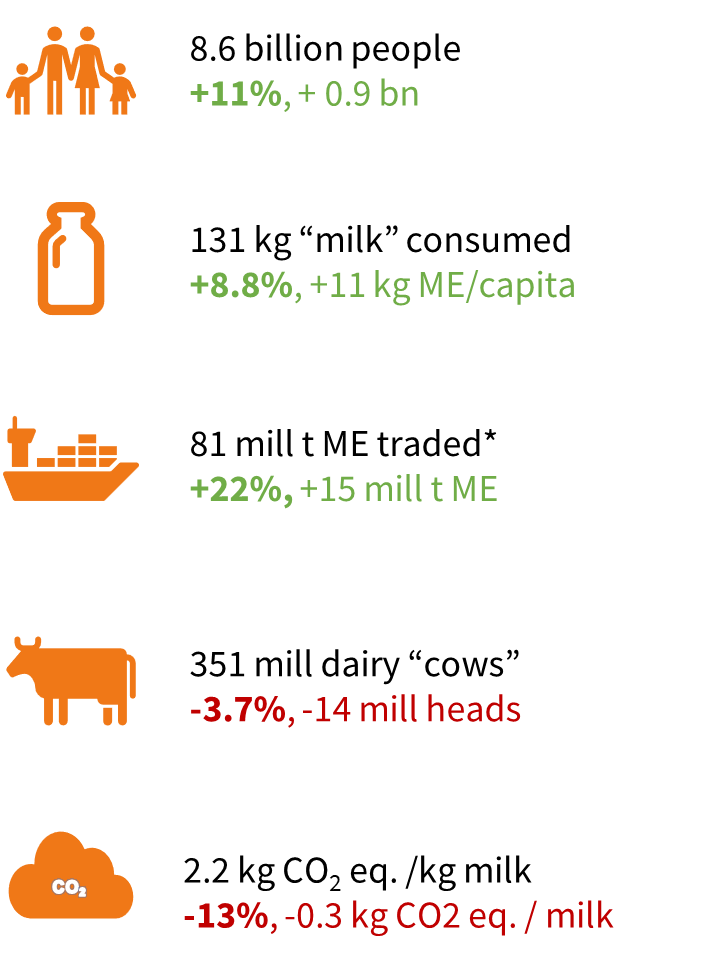 8.6 billion people
+11%, + 0.9 bn
131 kg “milk” consumed
+8.8%, +11 kg ME/capita
81 mill t ME traded*
+22%, +15 mill t ME
351 mill dairy “cows”
-3.7%, -14 mill heads
CO₂
2.2 kg CO₂ eq. /kg milk
-13%, -0.3 kg CO2 eq. / milk